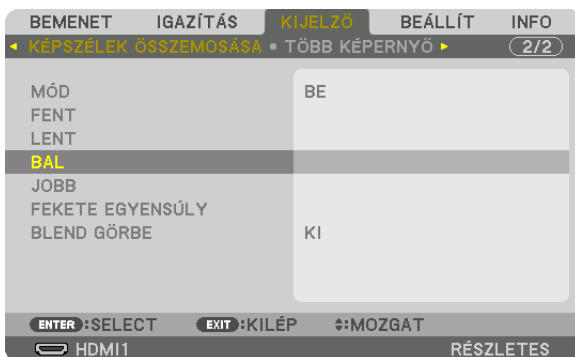 BEMENET IGAZÍTÁS KIJELZŐ BEÁLLÍT INFO
KÉPSZÉLEK ÖSSZEMOSÁSA • TÖBB KÉPERNYŐ 2/2
MÓD BE
FENT
LENT
BAL
JOBB
FEKETE EGYENSÚLY
BLEND GÖRBE KI
ENTER :SELECT EXIT :KILÉP :MOZGAT
HDMI1 RÉSZLETES